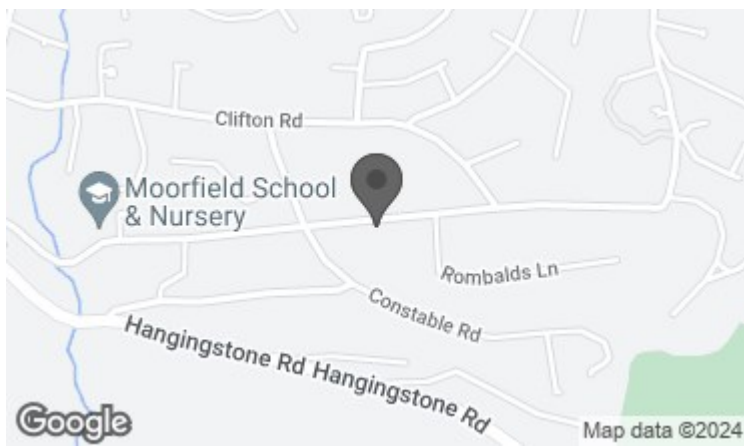 Clifton Rd
Moorfield School
& Nursery
Rombalds Ln
Constable Rd
Hangingstone Rd Hangingstone Rd
Google
Map data ©2024